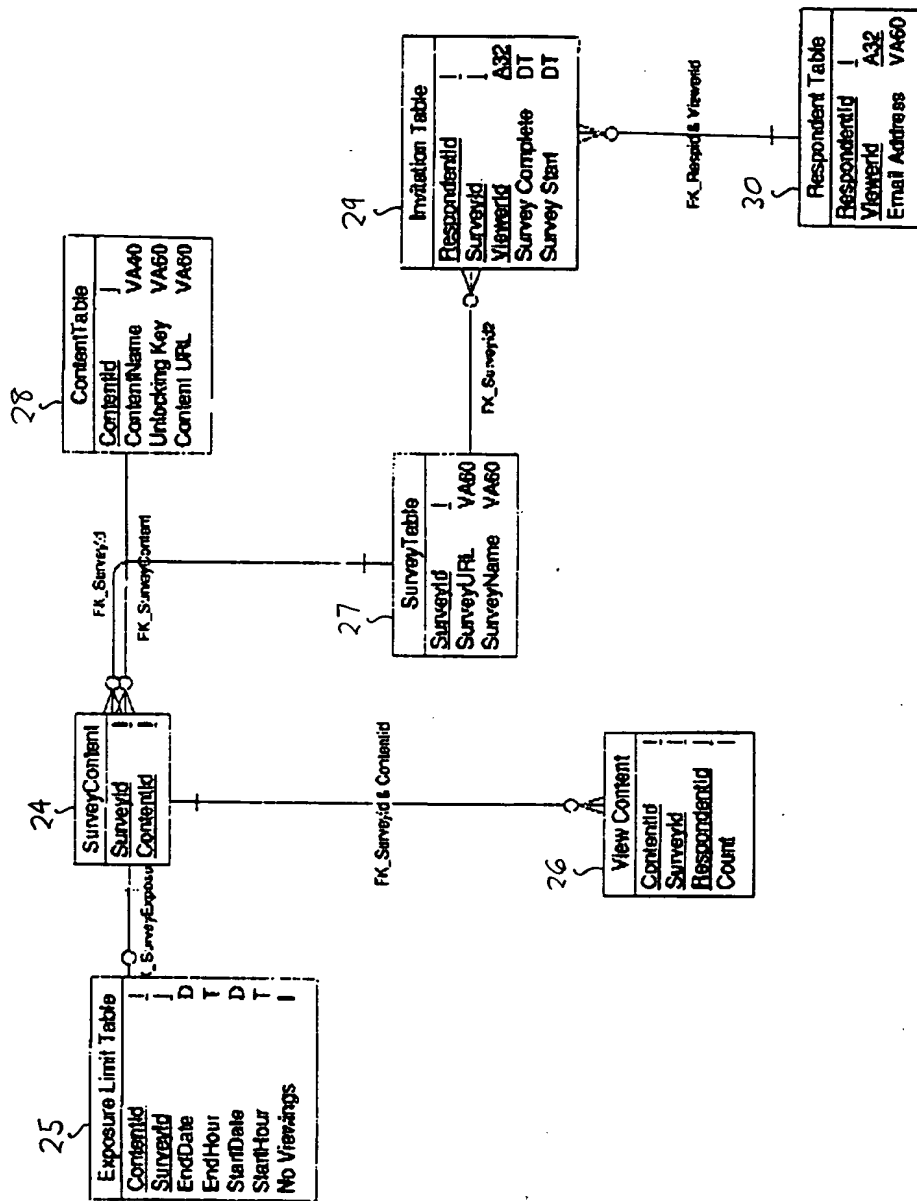 25
Exposure Limit Table
ContentId I
SurveyId I
EndDate D
EndHour T
StartDate D
StartHour T
No Viewings I
K_SurveyExposu
24
SurveyContent
SurveyId I
ContentId I
FK_SurveyId
FK_SurveyContent
28
ContentTable
ContentId I
ContentName VA40
Unlocking Key VA60
Content URL VA60
FK_SurveyId & ContentId
26
View Content
ContentId I
SurveyId I
RespondentId I
Count I
27
SurveyTable
SurveyId I
SurveyURL VA60
SurveyName VA60
FK_Surveyid2
29
Invitation Table
RespondentId I
SurveyId I
ViewerId A32
Survey Complete DT
Survey Start DT
FK_Respid & Viewerid
30
Respondent Table
RespondentId I
ViewerId A32
Email Address VA60